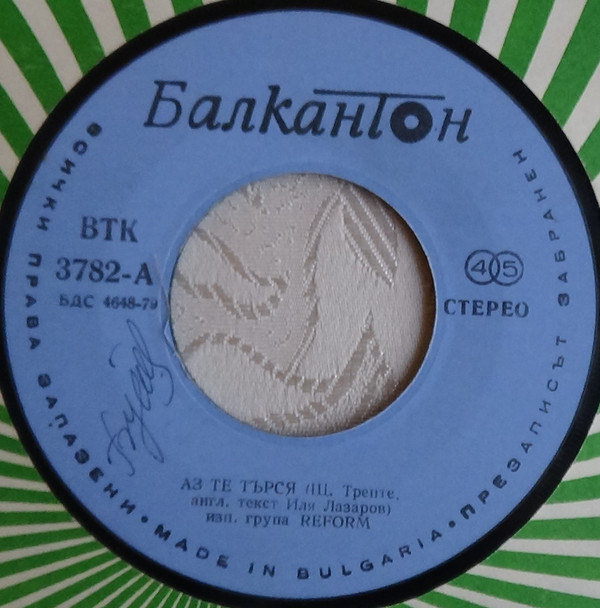 Балкантон
ВТК
3782-А
БДС 4648-79
45
СТЕРЕО
АЗ ТЕ ТЪРСЯ (Щ. Трепте,
англ. текст Иля Лазаров)
изп. група REFORM
ВСИЧКИ ПРАВА ЗАПАЗЕНИ • MADE IN BULGARIA • ПРЕЗАПИСЪТ ЗАБРАНЕН